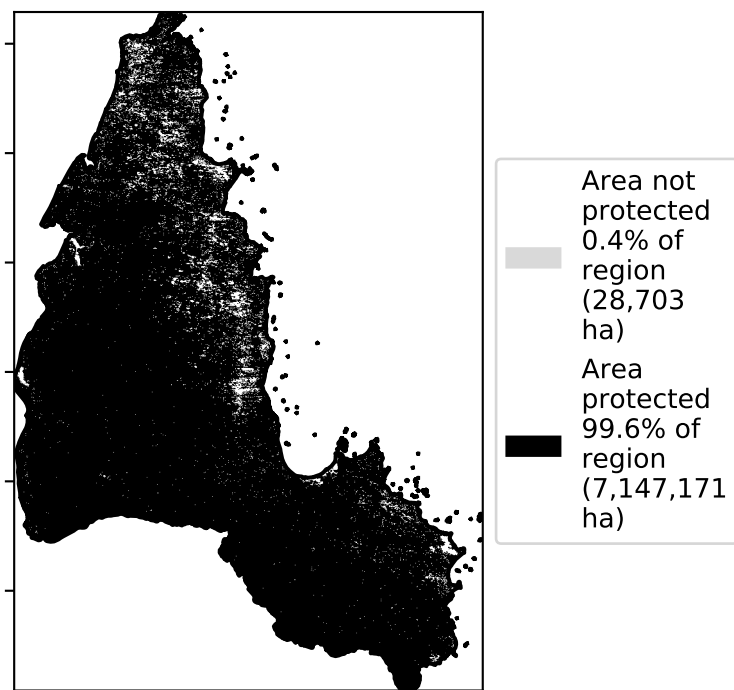 Area not
protected
0.4% of
region
(28,703
ha)
Area
protected
99.6% of
region
(7,147,171
ha)